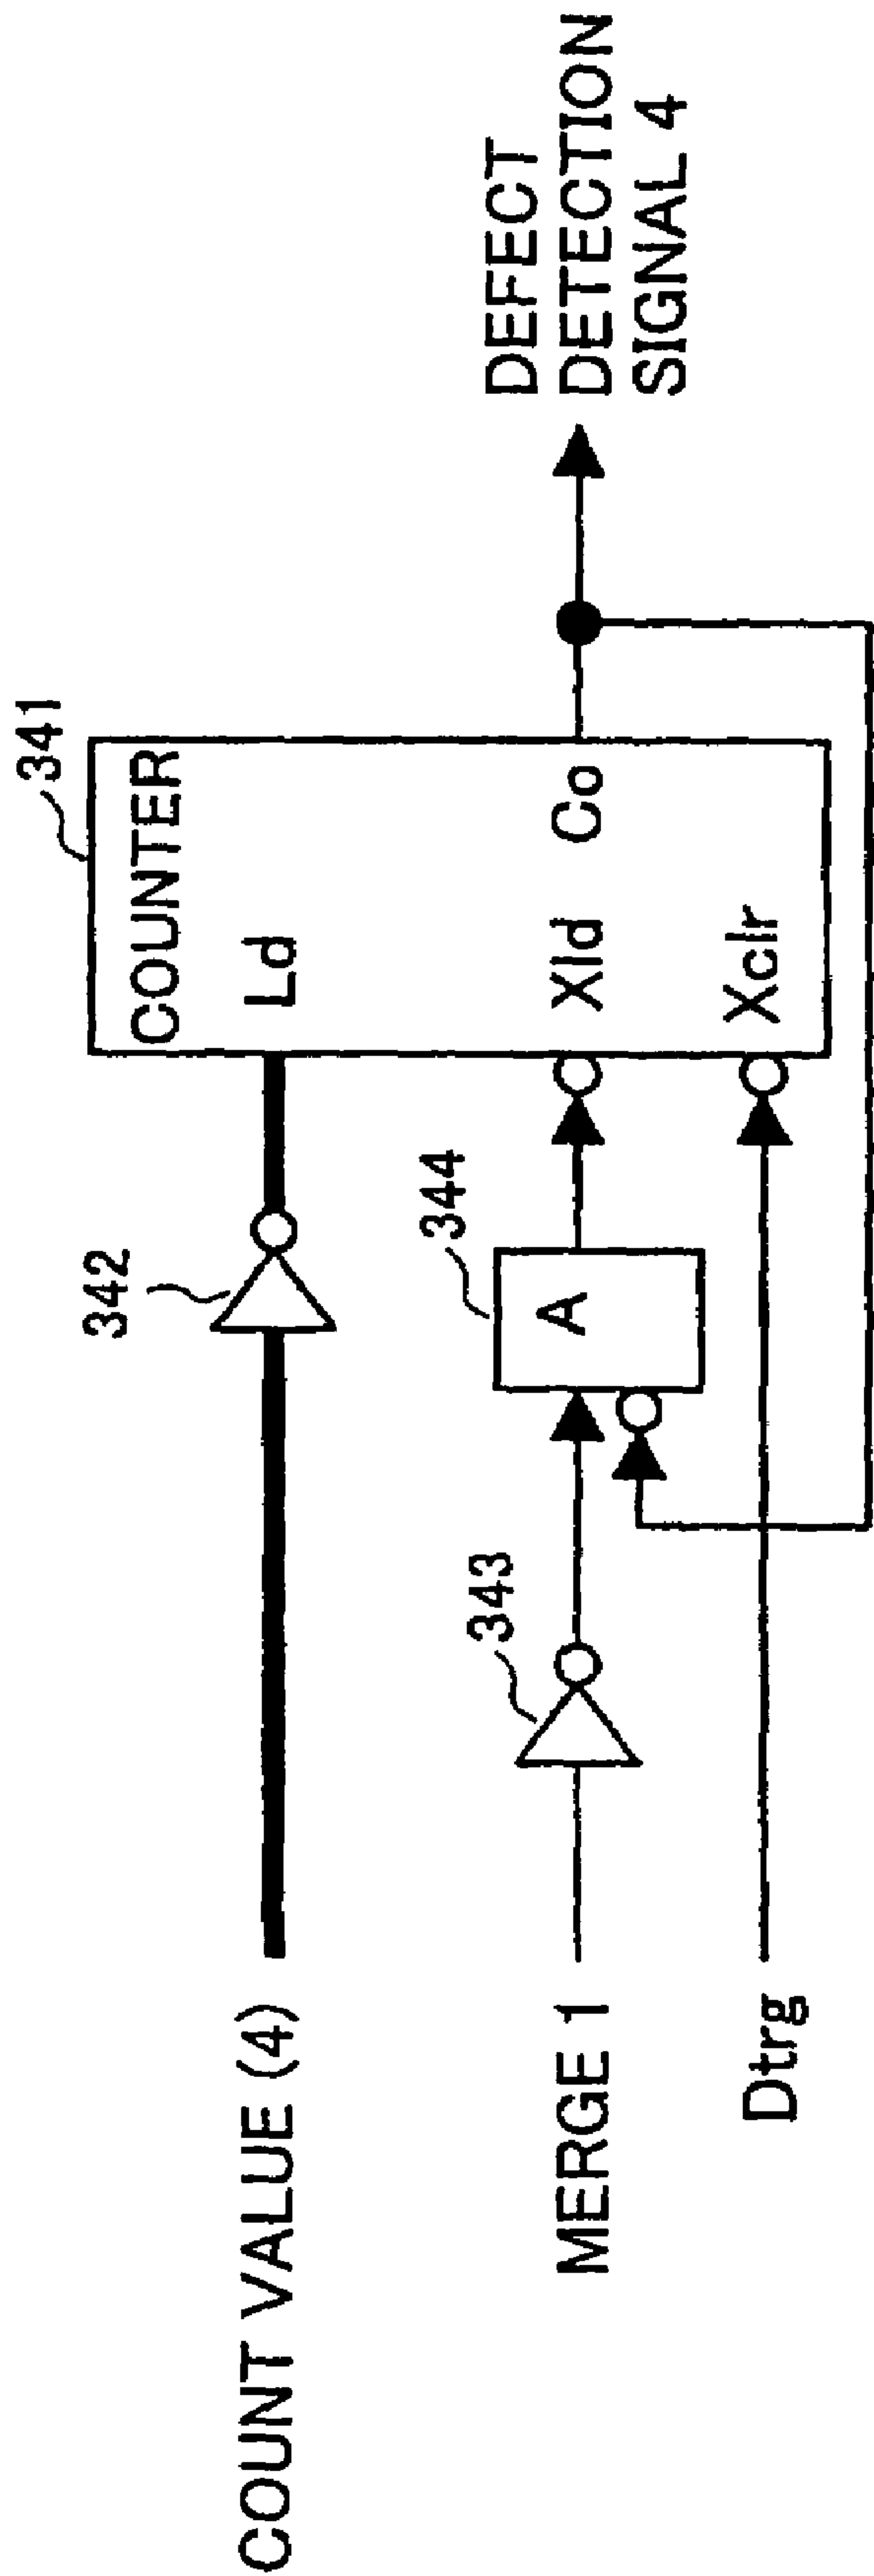 341
COUNTER
COUNT VALUE (4)
342
Ld
344
343
MERGE 1
A
Xld
Co
DEFECT
DETECTION
SIGNAL 4
Dtrg
Xclr